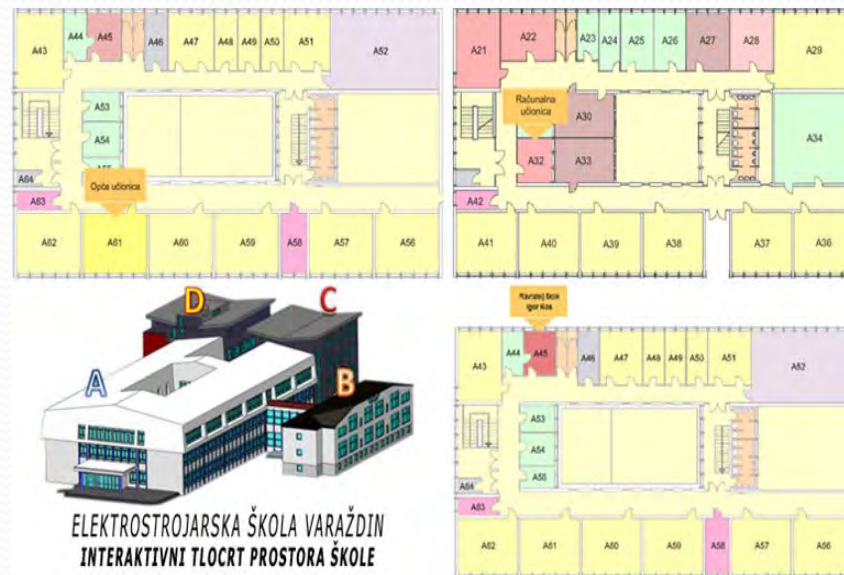 A43
A44
A45
A46
A47
A48
A49
A50
A51
A52
A53
A54
A64
Opća učionica
A63
A62
A61
A60
A59
A58
A57
A56
A21
A22
A23
A24
A25
A26
A27
A28
A29
Računalna
učionica
A30
A32
A33
A34
A42
A41
A40
A39
A38
A37
A36
D
C
A
B
ELEKTROSTROJARSKA ŠKOLA VARAŽDIN
INTERAKTIVNI TLOCRT PROSTORA ŠKOLE
Ravnatelj škole
Igor Kos
A43
A44
A45
A46
A47
A48
A49
A50
A51
A52
A53
A54
A55
A64
A63
A62
A61
A60
A59
A58
A57
A56